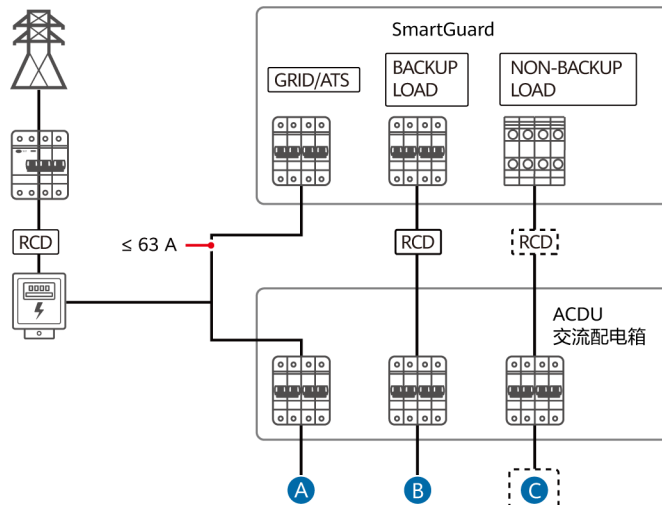 SmartGuard
GRID/ATS
BACKUP
LOAD
NON-BACKUP
LOAD
RCD
≤ 63 A
RCD
RCD
ACDU
交流配电箱
A
B
C